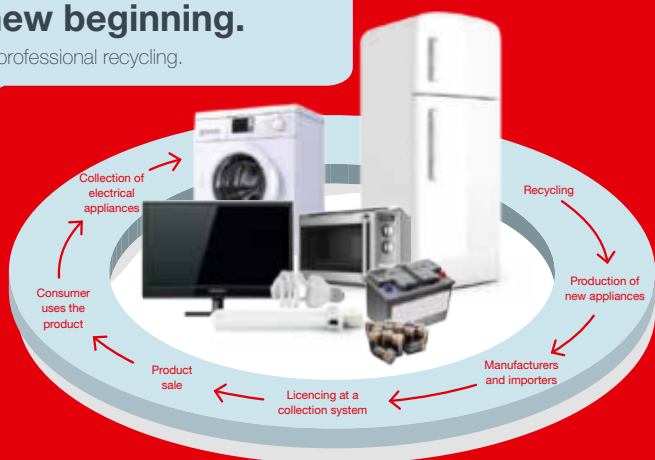 new beginning.
professional recycling.
Collection of
electrical
appliances
Recycling
Production of
new appliances
Manufacturers
and importers
Licencing at a
collection system
Product
sale
Consumer
uses the
product